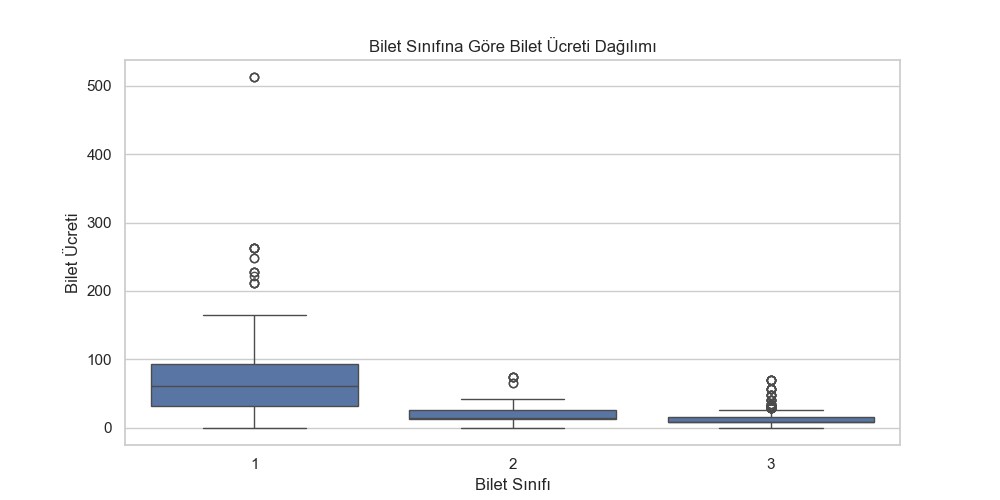 Bilet Sınıfına Göre Bilet Ücreti Dağılımı
Bilet Ücreti
500
400
300
200
100
0
1 2 3
Bilet Sınıfı